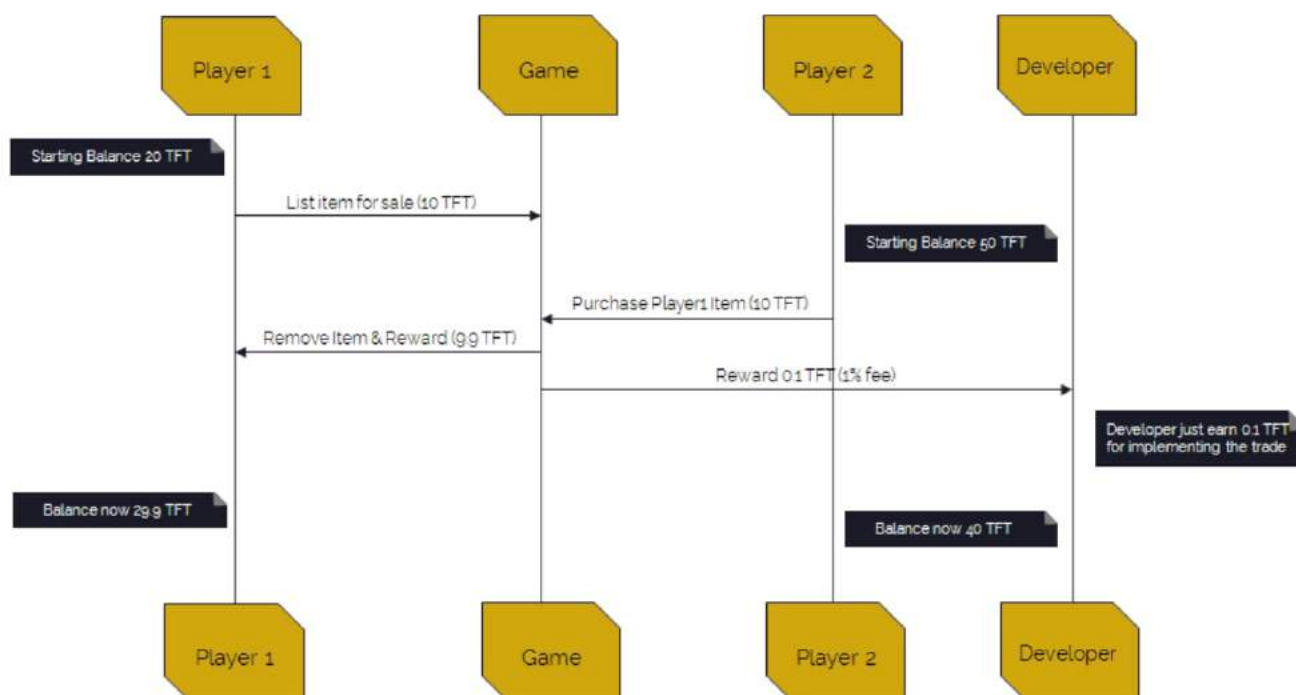 Player 1
Game
Player 2
Developer
Starting Balance 20 TFT
List item for sale (10 TFT)
Starting Balance 50 TFT
Purchase Player1 Item (10 TFT)
Remove Item & Reward (9.9 TFT)
Reward 0.1 TFT (1% fee)
Developer just earn 0.1 TFT
for implementing the trade
Balance now 29.9 TFT
Balance now 40 TFT
Player 1
Game
Player 2
Developer